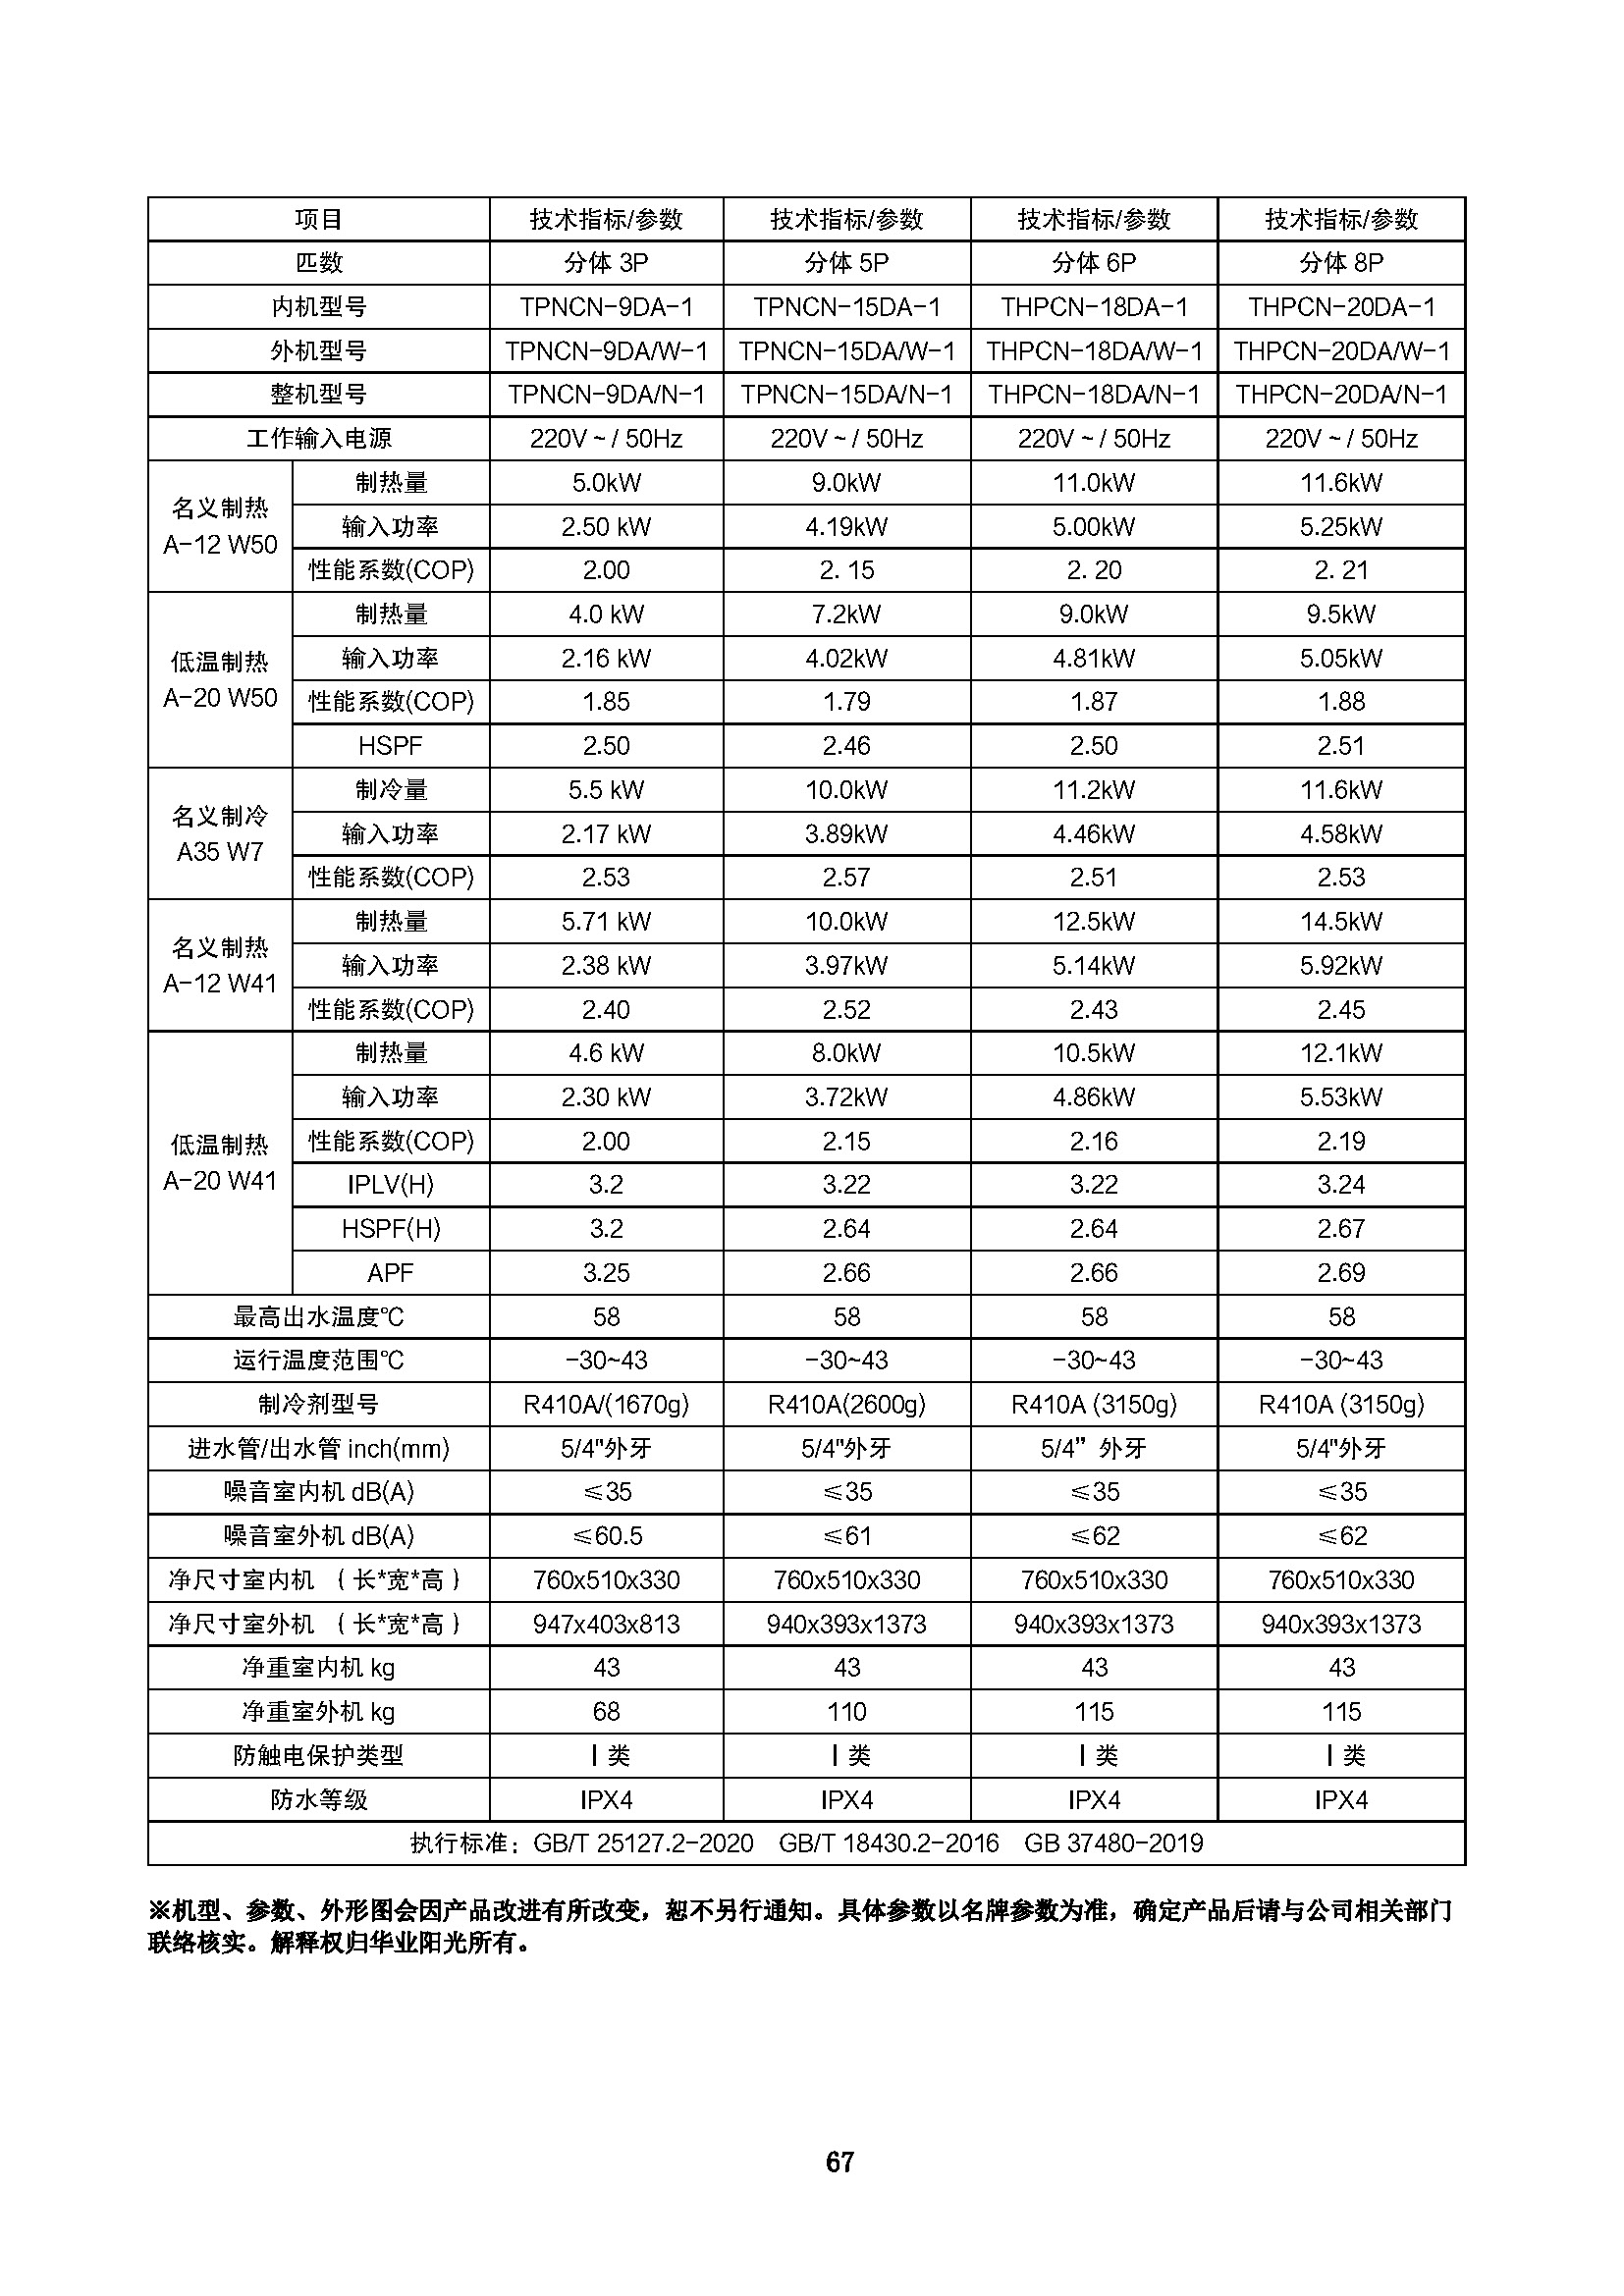 项目 技术指标/参数 技术指标/参数 技术指标/参数 技术指标/参数
匹数 分体 3P 分体 5P 分体 6P 分体 8P
内机型号 TPNCN-9DA-1 TPNCN-15DA-1 THPCN-18DA-1 THPCN-20DA-1
外机型号 TPNCN-9DA/W-1 TPNCN-15DA/W-1 THPCN-18DA/W-1 THPCN-20DA/W-1
整机型号 TPNCN-9DA/N-1 TPNCN-15DA/N-1 THPCN-18DA/N-1 THPCN-20DA/N-1
工作输入电源 220V ~ / 50Hz 220V ~ / 50Hz 220V ~ / 50Hz 220V ~ / 50Hz
名义制热
A-12 W50
制热量 5.0kW 9.0kW 11.0kW 11.6kW
输入功率 2.50 kW 4.19kW 5.00kW 5.25kW
性能系数(COP) 2.00 2. 15 2. 20 2. 21
低温制热
A-20 W50
制热量 4.0 kW 7.2kW 9.0kW 9.5kW
输入功率 2.16 kW 4.02kW 4.81kW 5.05kW
性能系数(COP) 1.85 1.79 1.87 1.88
HSPF 2.50 2.46 2.50 2.51
名义制冷
A35 W7
制冷量 5.5 kW 10.0kW 11.2kW 11.6kW
输入功率 2.17 kW 3.89kW 4.46kW 4.58kW
性能系数(COP) 2.53 2.57 2.51 2.53
名义制热
A-12 W41
制热量 5.71 kW 10.0kW 12.5kW 14.5kW
输入功率 2.38 kW 3.97kW 5.14kW 5.92kW
性能系数(COP) 2.40 2.52 2.43 2.45
低温制热
A-20 W41
制热量 4.6 kW 8.0kW 10.5kW 12.1kW
输入功率 2.30 kW 3.72kW 4.86kW 5.53kW
性能系数(COP) 2.00 2.15 2.16 2.19
IPLV(H) 3.2 3.22 3.22 3.24
HSPF(H) 3.2 2.64 2.64 2.67
APF 3.25 2.66 2.66 2.69
最高出水温度℃ 58 58 58 58
运行温度范围℃ -30~43 -30~43 -30~43 -30~43
制冷剂型号 R410A/(1670g) R410A(2600g) R410A (3150g) R410A (3150g)
进水管/出水管 inch(mm) 5/4"外牙 5/4"外牙 5/4” 外牙 5/4"外牙
噪音室内机 dB(A) ≤35 ≤35 ≤35 ≤35
噪音室外机 dB(A) ≤60.5 ≤61 ≤62 ≤62
净尺寸室内机 （长*宽*高） 760x510x330 760x510x330 760x510x330 760x510x330
净尺寸室外机 （长*宽*高） 947x403x813 940x393x1373 940x393x1373 940x393x1373
净重室内机 kg 43 43 43 43
净重室外机 kg 68 110 115 115
防触电保护类型 Ⅰ 类 Ⅰ 类 Ⅰ 类 Ⅰ 类
防水等级 IPX4 IPX4 IPX4 IPX4
执行标准：GB/T 25127.2-2020 GB/T 18430.2-2016 GB 37480-2019
※机型、参数、外形图会因产品改进有所改变，恕不另行通知。具体参数以名牌参数为准，确定产品后请与公司相关部门
联络核实。解释权归华业阳光所有。
67